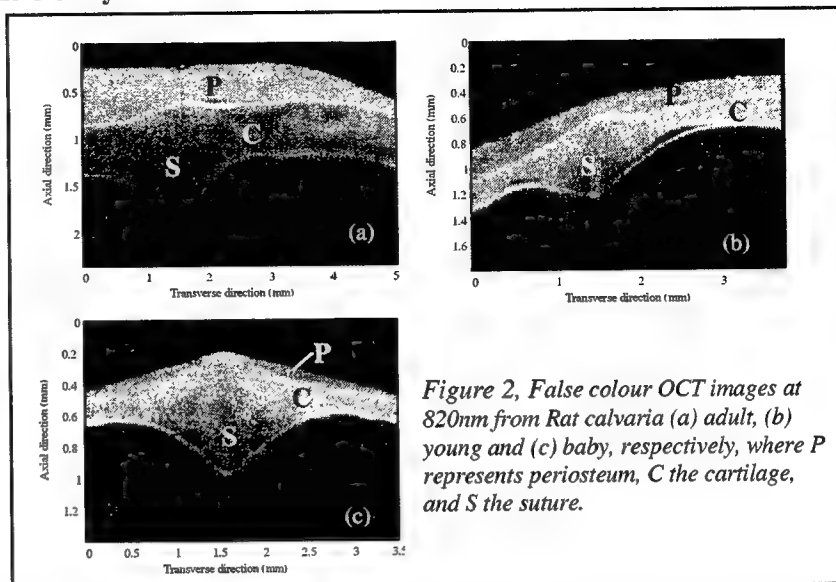 0
0.5
1
1.5
2
Axial direction (mm)
P
C
S
(a)
0 1 2 3 4 5
Transverse direction (mm)
0
0.2
0.4
0.6
0.8
1
1.2
1.4
1.6
Axial direction (mm)
P
C
S
(b)
0 1 2 3
Transverse direction (mm)
0
0.2
0.4
0.6
0.8
1
1.2
Axial direction (mm)
P
C
S
(c)
0 0.5 1 1.5 2 2.5 3 3.5
Transverse direction (mm)
Figure 2, False colour OCT images at
820nm from Rat calvaria (a) adult, (b)
young and (c) baby, respectively, where P
represents periosteum, C the cartilage,
and S the suture.